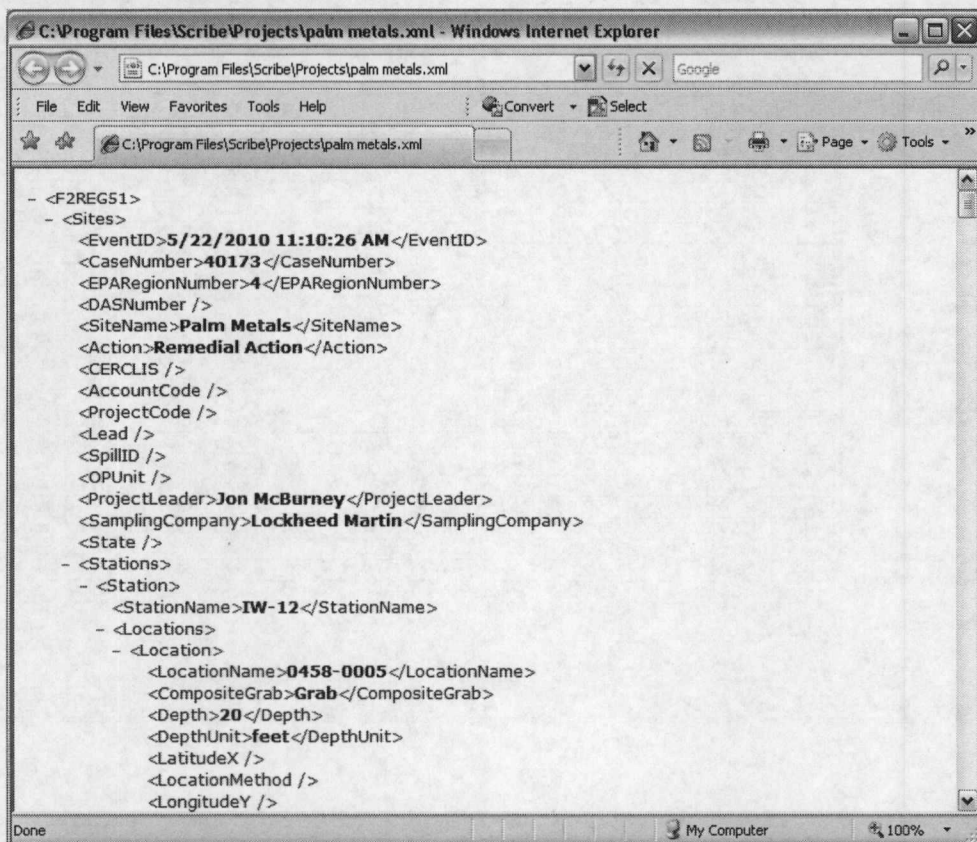 C:\Program Files\Scribe\Projects\palm metals.xml - Windows Internet Explorer
C:\Program Files\Scribe\Projects\palm metals.xml Google
File Edit View Favorites Tools Help Convert Select
C:\Program Files\Scribe\Projects\palm metals.xml Page Tools
- <F2REG51>
- <Sites>
<EventID>5/22/2010 11:10:26 AM</EventID>
<CaseNumber>40173</CaseNumber>
<EPARegionNumber>4</EPARegionNumber>
<DASNumber />
<SiteName>Palm Metals</SiteName>
<Action>Remedial Action</Action>
<CERCLIS />
<AccountCode />
<ProjectCode />
<Lead />
<SpillID />
<OPUnit />
<ProjectLeader>Jon McBurney</ProjectLeader>
<SamplingCompany>Lockheed Martin</SamplingCompany>
<State />
- <Stations>
- <Station>
<StationName>IW-12</StationName>
- <Locations>
- <Location>
<LocationName>0458-0005</LocationName>
<CompositeGrab>Grab</CompositeGrab>
<Depth>20</Depth>
<DepthUnit>feet</DepthUnit>
<LatitudeX />
<LocationMethod />
<LongitudeY />
Done My Computer 100%